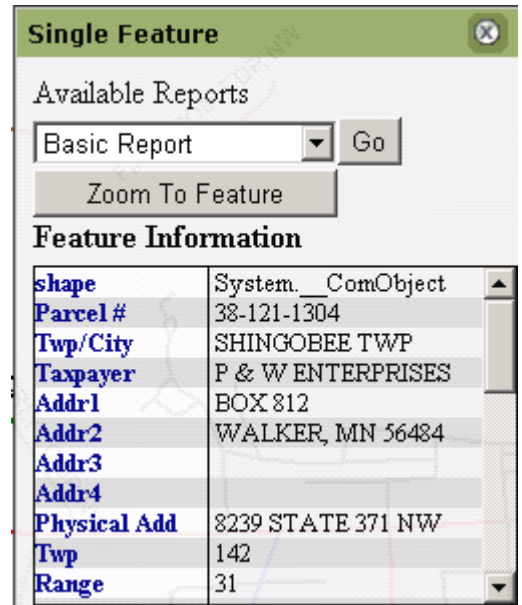 Single Feature
Available Reports
Basic Report Go
Zoom To Feature
Feature Information
shape System.__ComObject
Parcel # 38-121-1304
Twp/City SHINGOBEE TWP
Taxpayer P & W ENTERPRISES
Addr1 BOX 812
Addr2 WALKER, MN 56484
Addr3
Addr4
Physical Add 8239 STATE 371 NW
Twp 142
Range 31